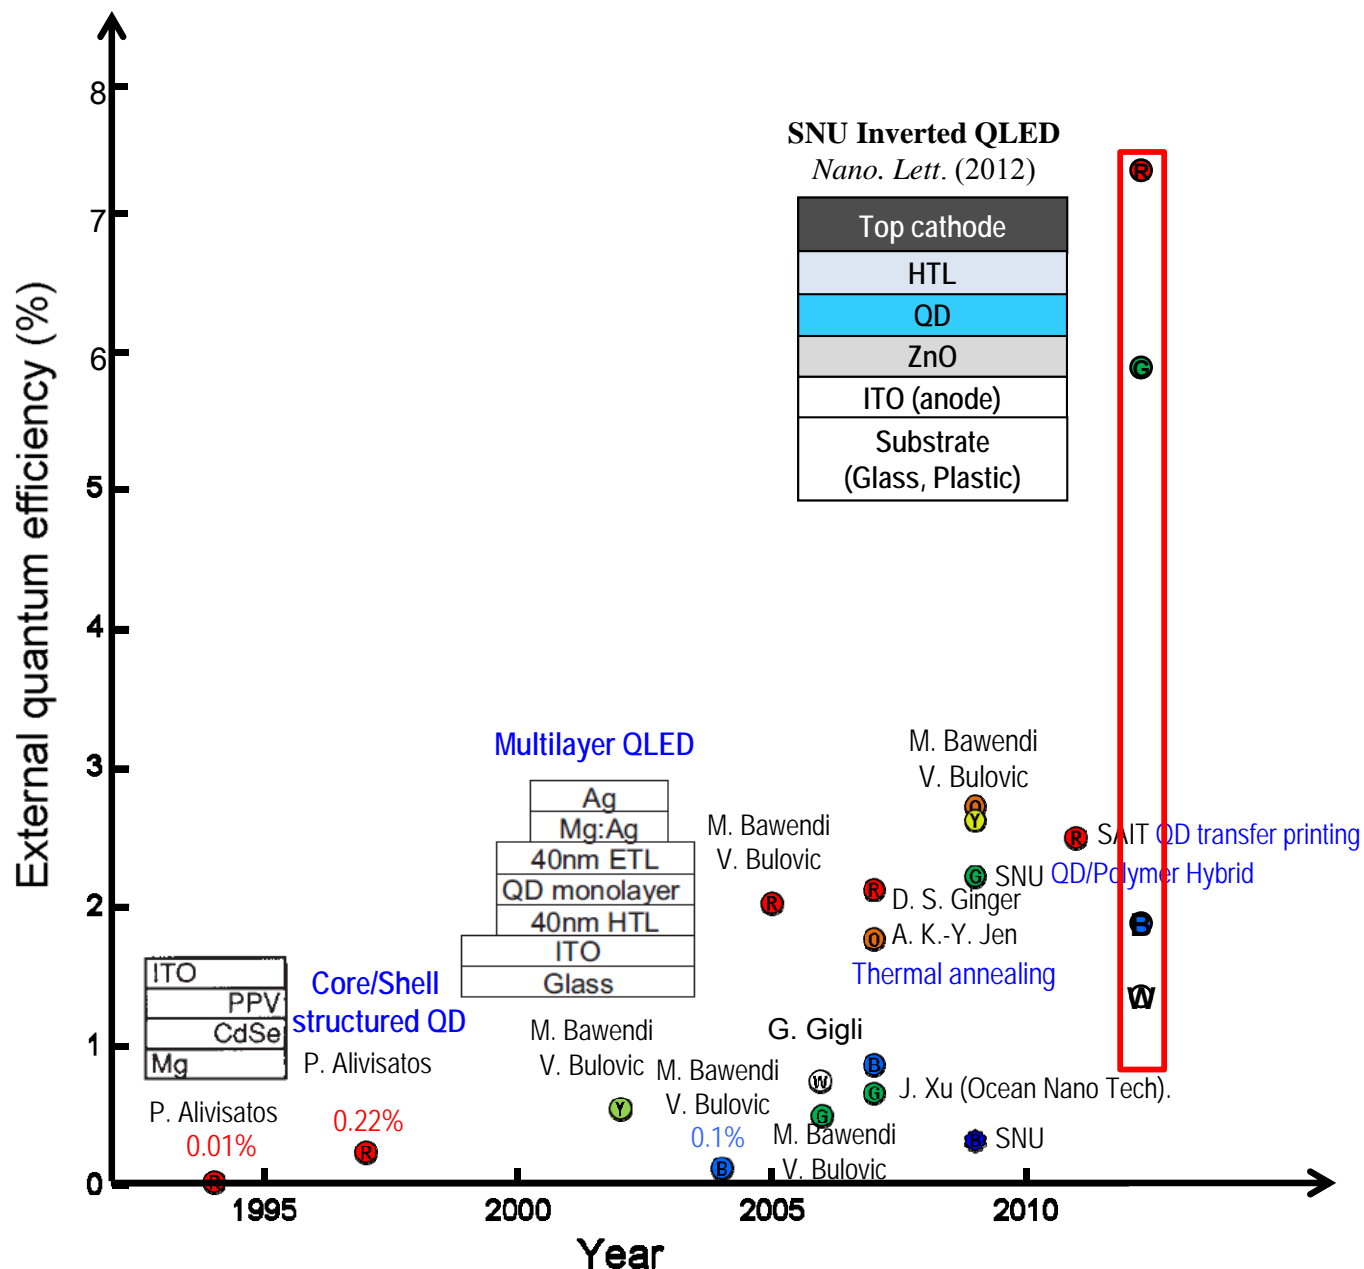 8
7
6
5
4
3
2
1
0
External quantum efficiency (%)
SNU Inverted QLED
Nano. Lett. (2012)
Top cathode
HTL
QD
ZnO
ITO (anode)
Substrate
(Glass, Plastic)
R
G
B
W
Multilayer QLED
Ag
Mg:Ag
40nm ETL
QD monolayer
40nm HTL
ITO
Glass
M. Bawendi
V. Bulovic
O
Y
M. Bawendi
V. Bulovic
R
R
SAIT QD transfer printing
G
SNU QD/Polymer Hybrid
R
D. S. Ginger
O
A. K.-Y. Jen
Thermal annealing
ITO
PPV
CdSe
Mg
Core/Shell
structured QD
P. Alivisatos
0.22%
R
P. Alivisatos
0.01%
R
M. Bawendi
V. Bulovic
Y
M. Bawendi
V. Bulovic
0.1%
B
G. Gigli
W
G
M. Bawendi
V. Bulovic
B
G
J. Xu (Ocean Nano Tech).
B
SNU
1995
2000
2005
2010
Year